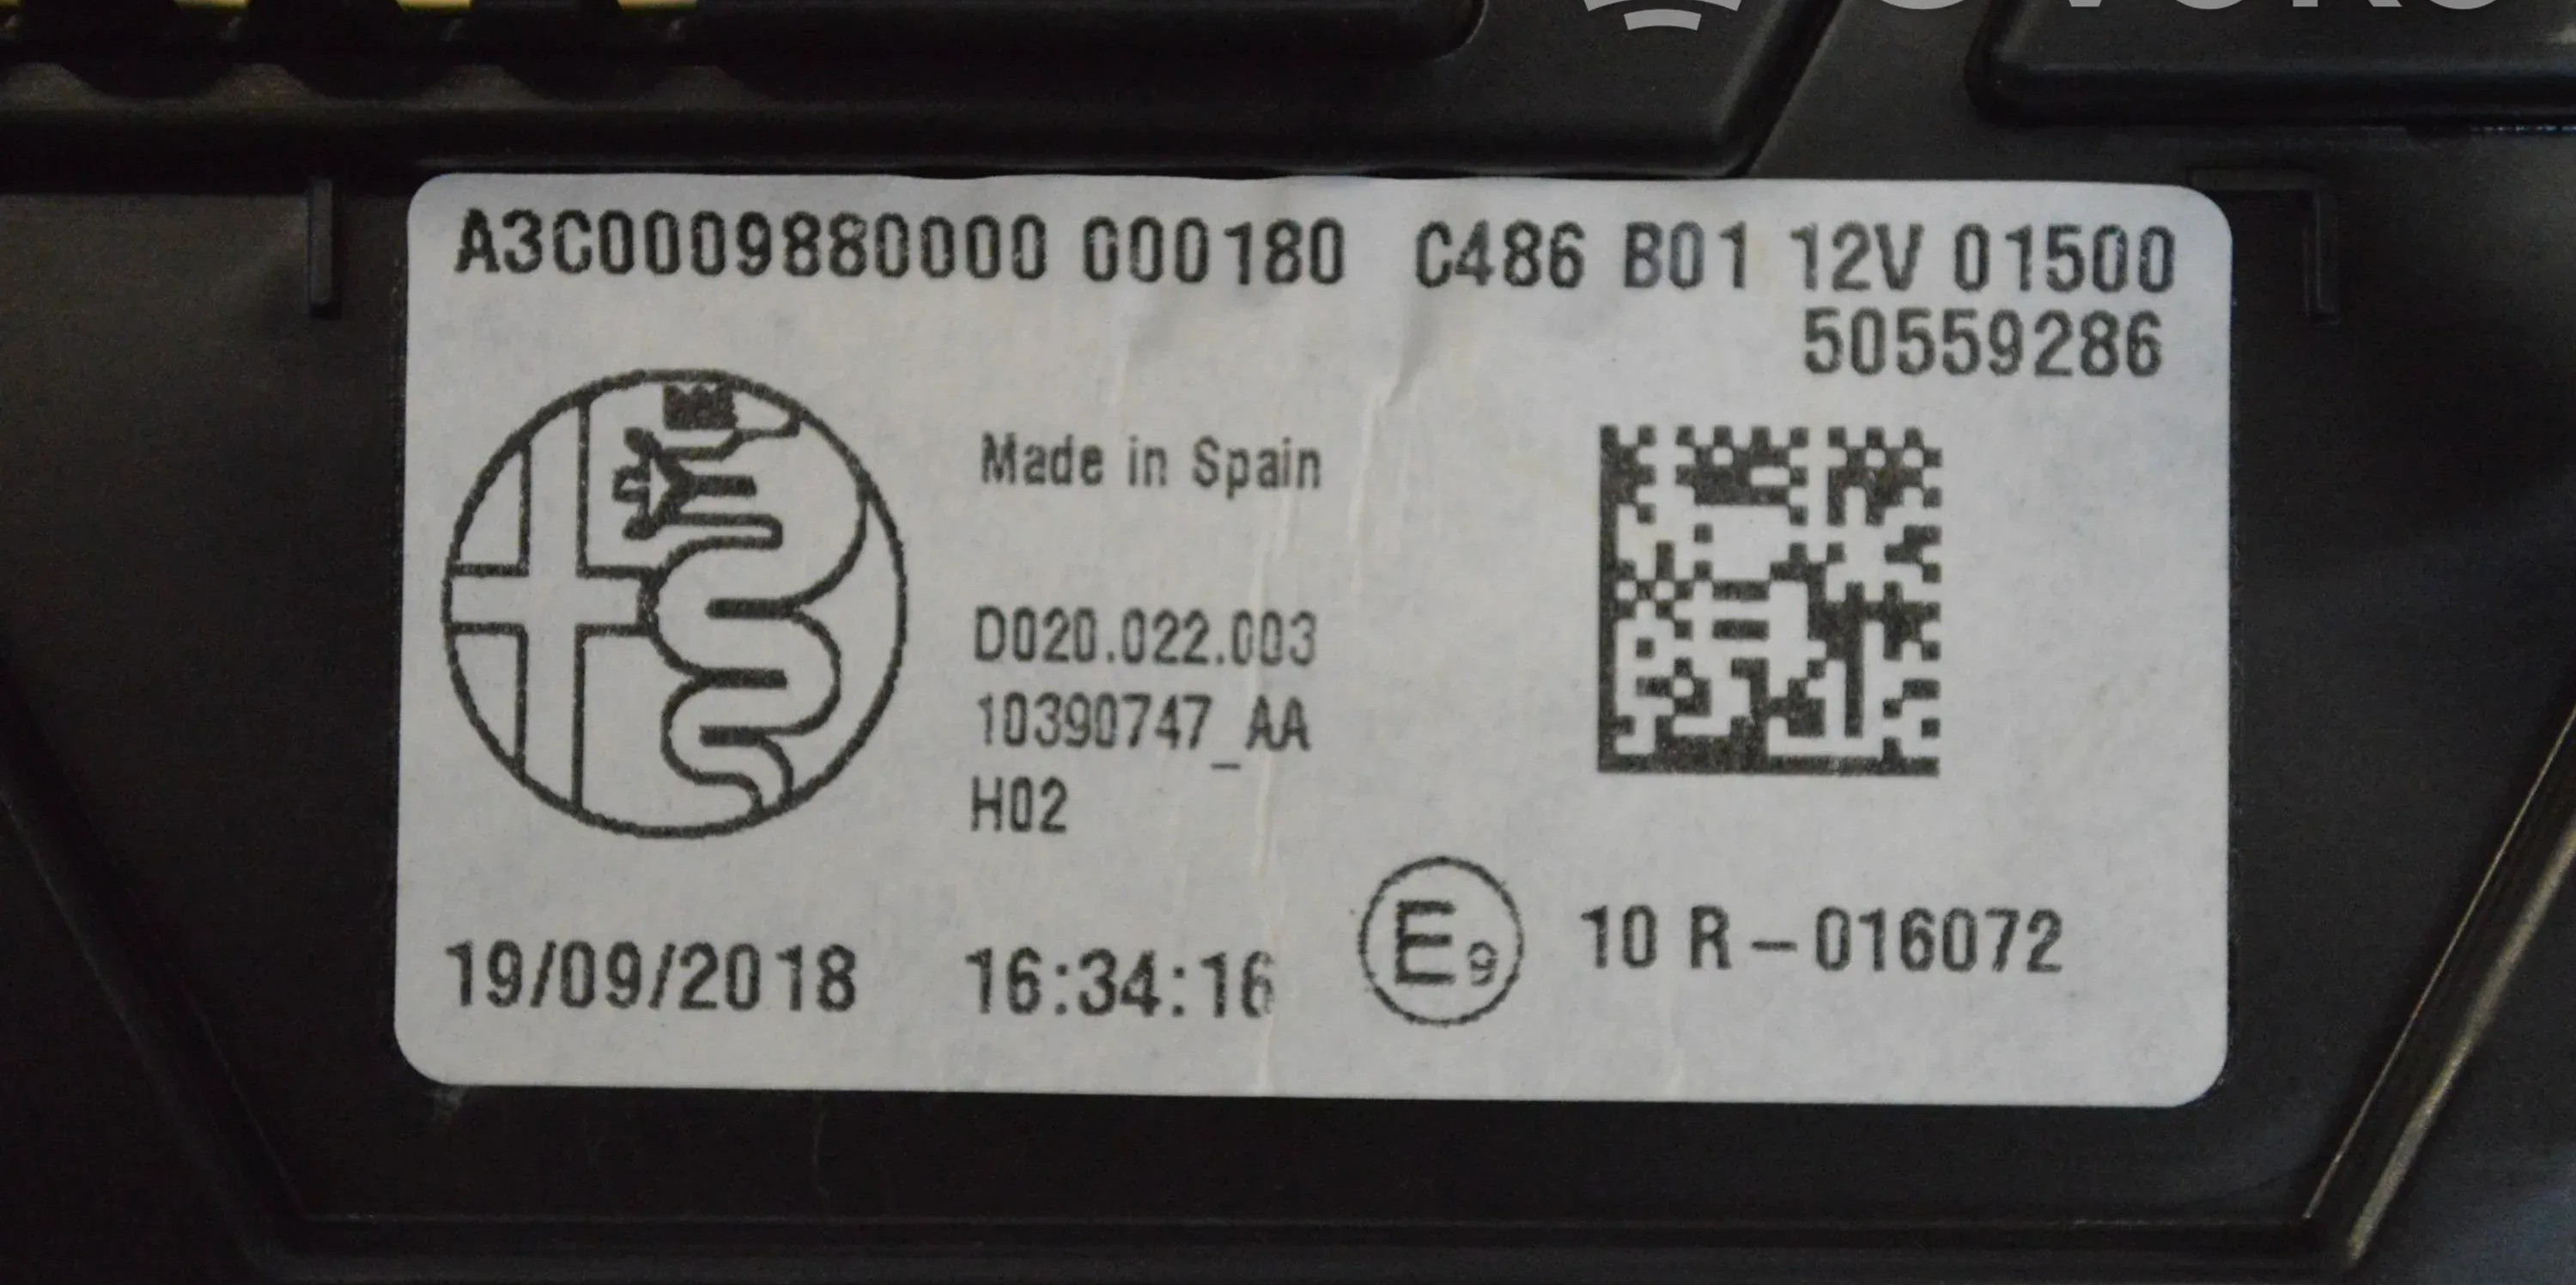 A3C0009880000 000180 C486 B01 12V 01500
50559286
Made in Spain
D020.022.003
10390747_AA
H02
19/09/2018 16:34:16 E9 10 R - 016072